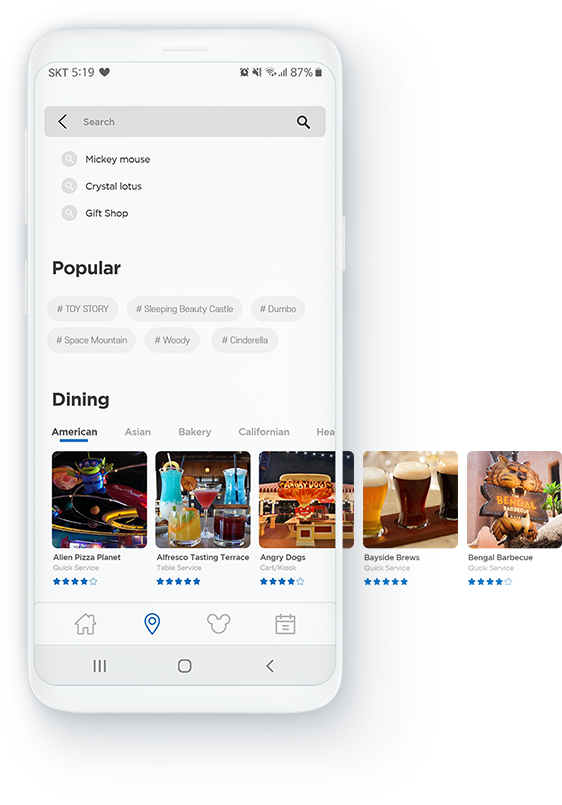 SKT 5:19 87%
Search
Mickey mouse
Crystal lotus
Gift Shop
Popular
# TOY STORY # Sleeping Beauty Castle # Dumbo
# Space Mountain # Woody # Cinderella
Dining
American Asian Bakery Californian Hea
ANGRY DOGS
BENGAL
BARBECUE
Alien Pizza Planet Alfresco Tasting Terrace Angry Dogs Bayside Brews Bengal Barbecue
Quick Service Table Service Cart/Kiosk Quick Service Qucik Service